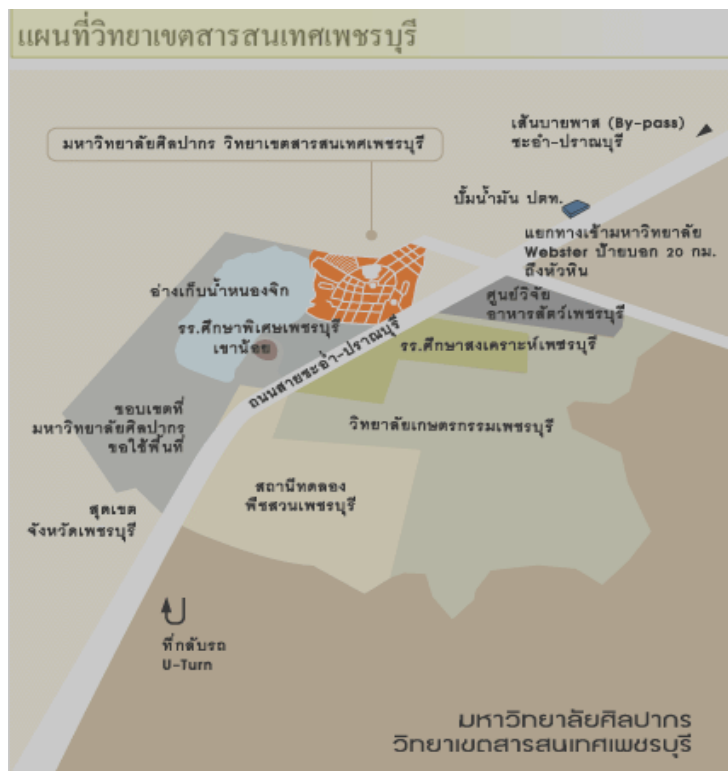 แผนที่วิทยาเขตสารสนเทศเพชรบุรี
เส้นบายพาส (By-pass)
ชะอำ-ปราณบุรี
มหาวิทยาลัยศิลปากร วิทยาเขตสารสนเทศเพชรบุรี
ปั๊มน้ำมัน ปตท.
แยกทางเข้ามหาวิทยาลัย
Webster ป้ายบอก 20 กม.
ถึงหัวหิน
อ่างเก็บน้ำหนองจิก
ศูนย์วิจัย
อาหารสัตว์เพชรบุรี
รร.ศึกษาพิเศษเพชรบุรี
เขาน้อย
รร.ศึกษาสงเคราะห์เพชรบุรี
ถนนสายชะอำ-ปราณบุรี
ขอบเขตที่
มหาวิทยาลัยศิลปากร
ขอใช้พื้นที่
วิทยาลัยเกษตรกรรมเพชรบุรี
สถานีทดลอง
พืชสวนเพชรบุรี
สุดเขต
จังหวัดเพชรบุรี
ที่กลับรถ
U-Turn
มหาวิทยาลัยศิลปากร
วิทยาเขตสารสนเทศเพชรบุรี